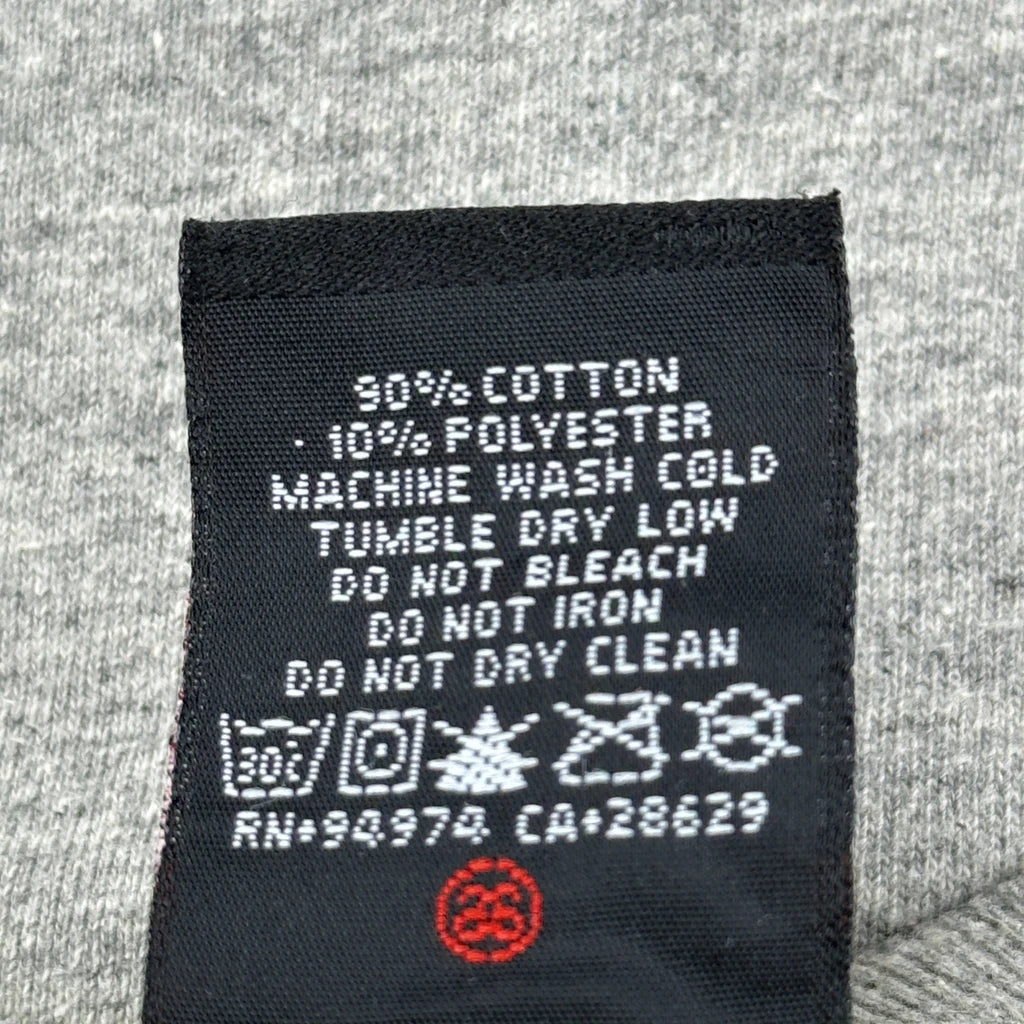 90% COTTON
10% POLYESTER
MACHINE WASH COLD
TUMBLE DRY LOW
DO NOT BLEACH
DO NOT IRON
DO NOT DRY CLEAN
30c
RN#94974 CA#28629